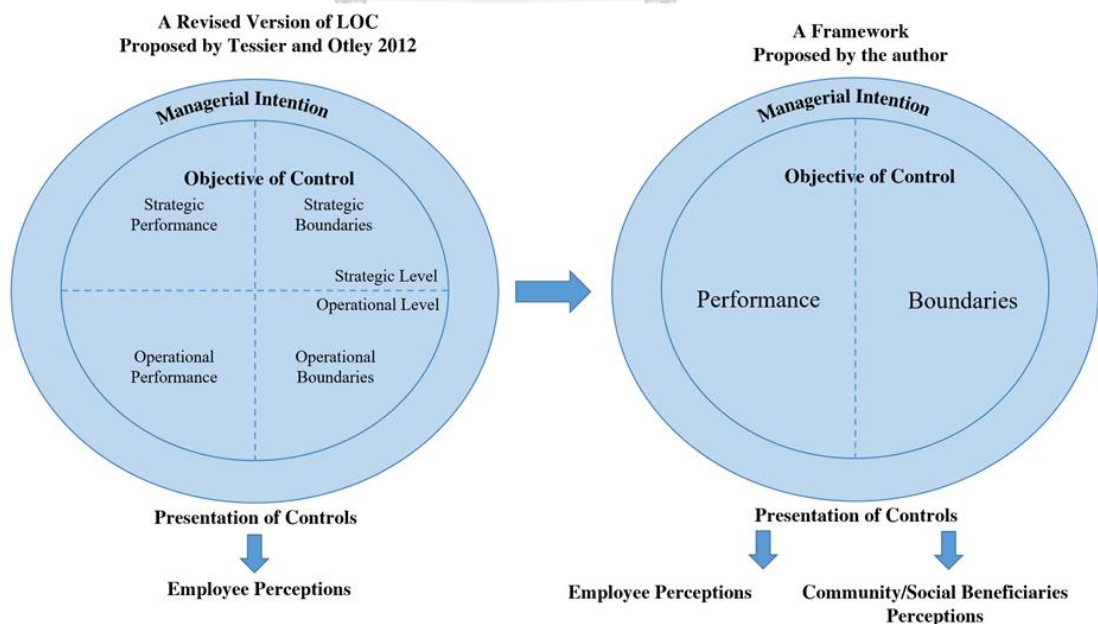 A Revised Version of LOC
Proposed by Tessier and Otley 2012
Managerial Intention
Objective of Control
Strategic
Performance
Strategic
Boundaries
Strategic Level
Operational Level
Operational
Performance
Operational
Boundaries
Presentation of Controls
Employee Perceptions
A Framework
Proposed by the author
Managerial Intention
Objective of Control
Performance
Boundaries
Presentation of Controls
Employee Perceptions
Community/Social Beneficiaries
Perceptions